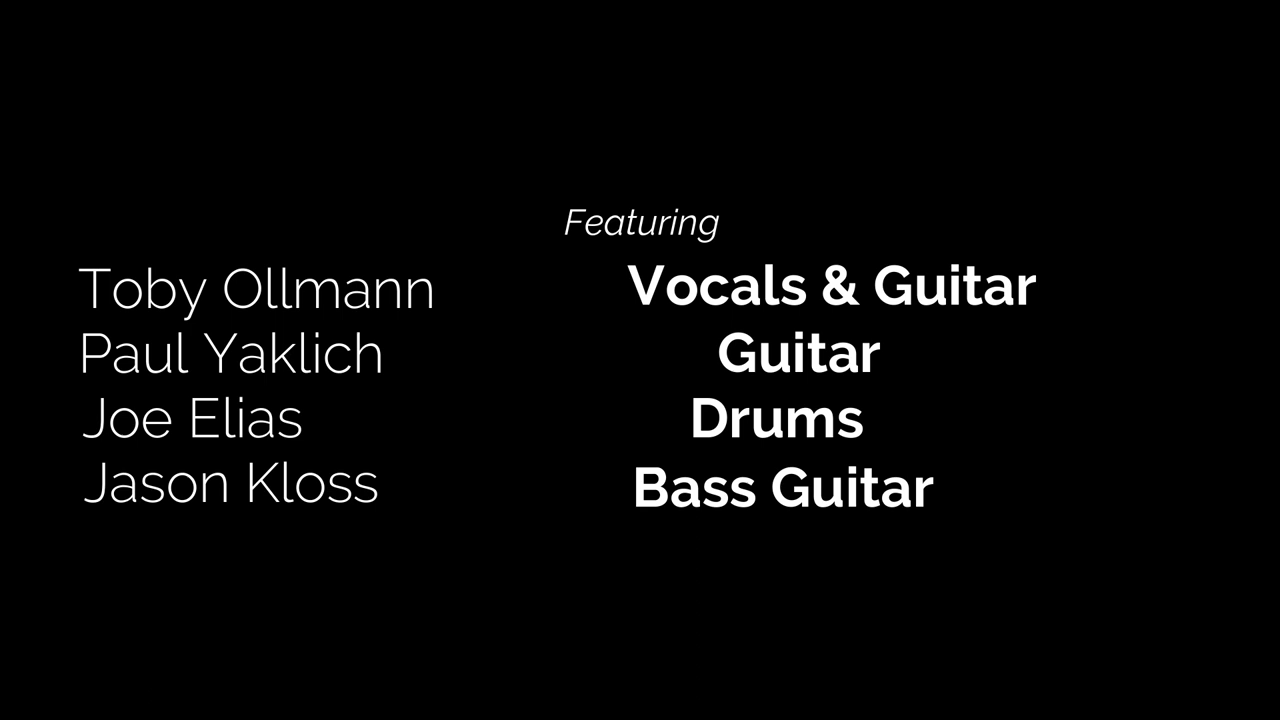 Featuring
Toby Ollmann Vocals & Guitar
Paul Yaklich Guitar
Joe Elias Drums
Jason Kloss Bass Guitar